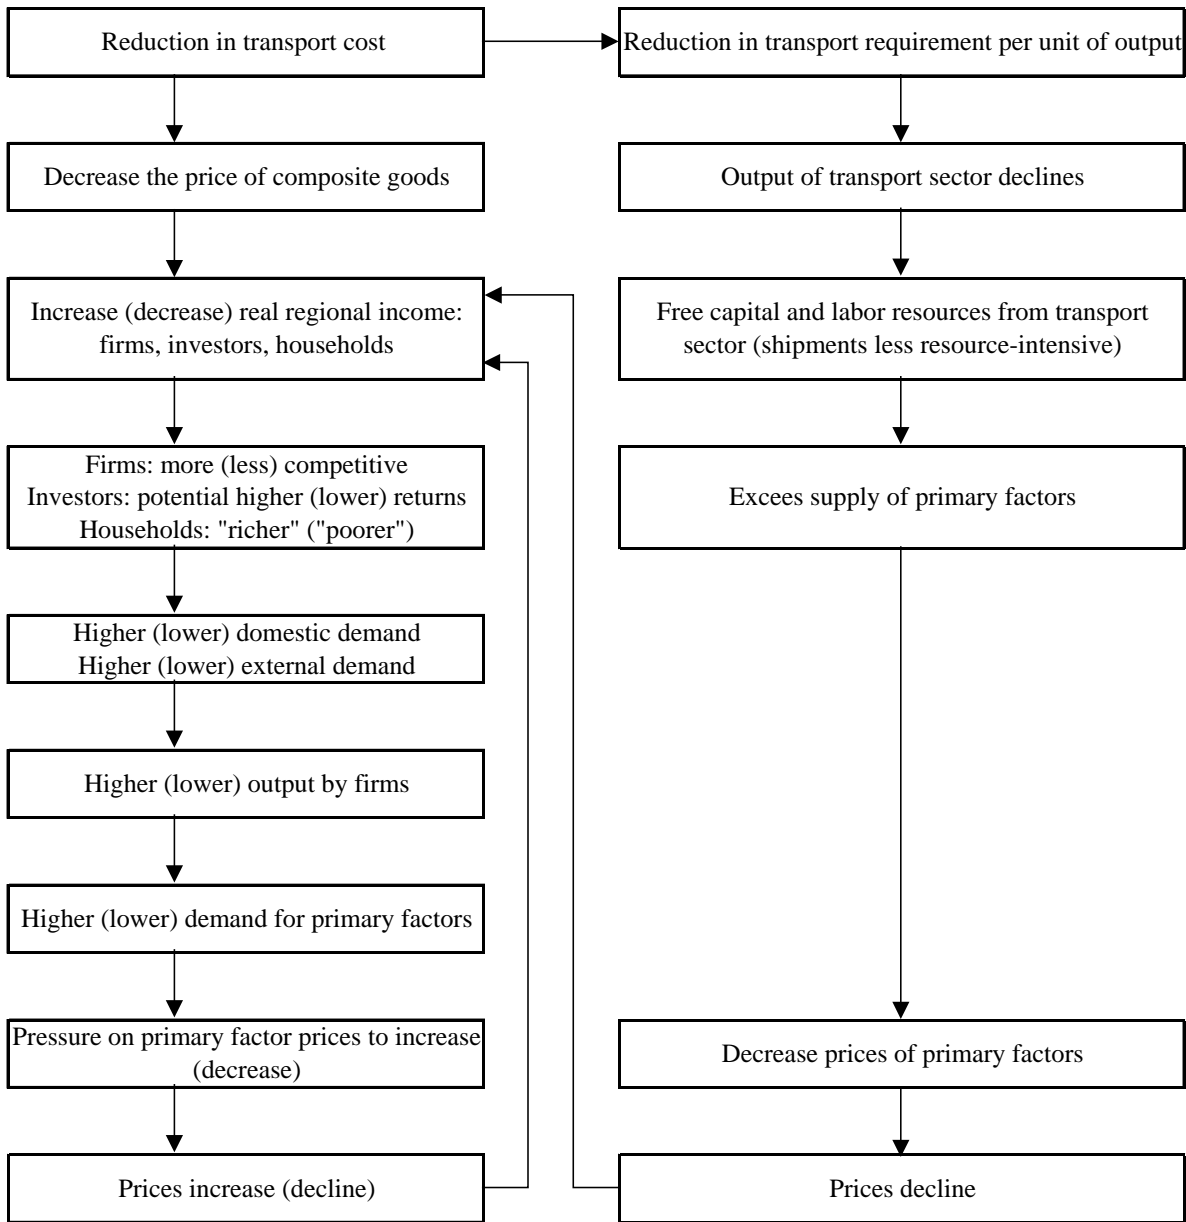 Reduction in transport cost
Reduction in transport requirement per unit of output
Decrease the price of composite goods
Output of transport sector declines
Increase (decrease) real regional income:
firms, investors, households
Free capital and labor resources from transport
sector (shipments less resource-intensive)
Firms: more (less) competitive
Investors: potential higher (lower) returns
Households: "richer" ("poorer")
Excees supply of primary factors
Higher (lower) domestic demand
Higher (lower) external demand
Higher (lower) output by firms
Higher (lower) demand for primary factors
Pressure on primary factor prices to increase
(decrease)
Decrease prices of primary factors
Prices increase (decline)
Prices decline